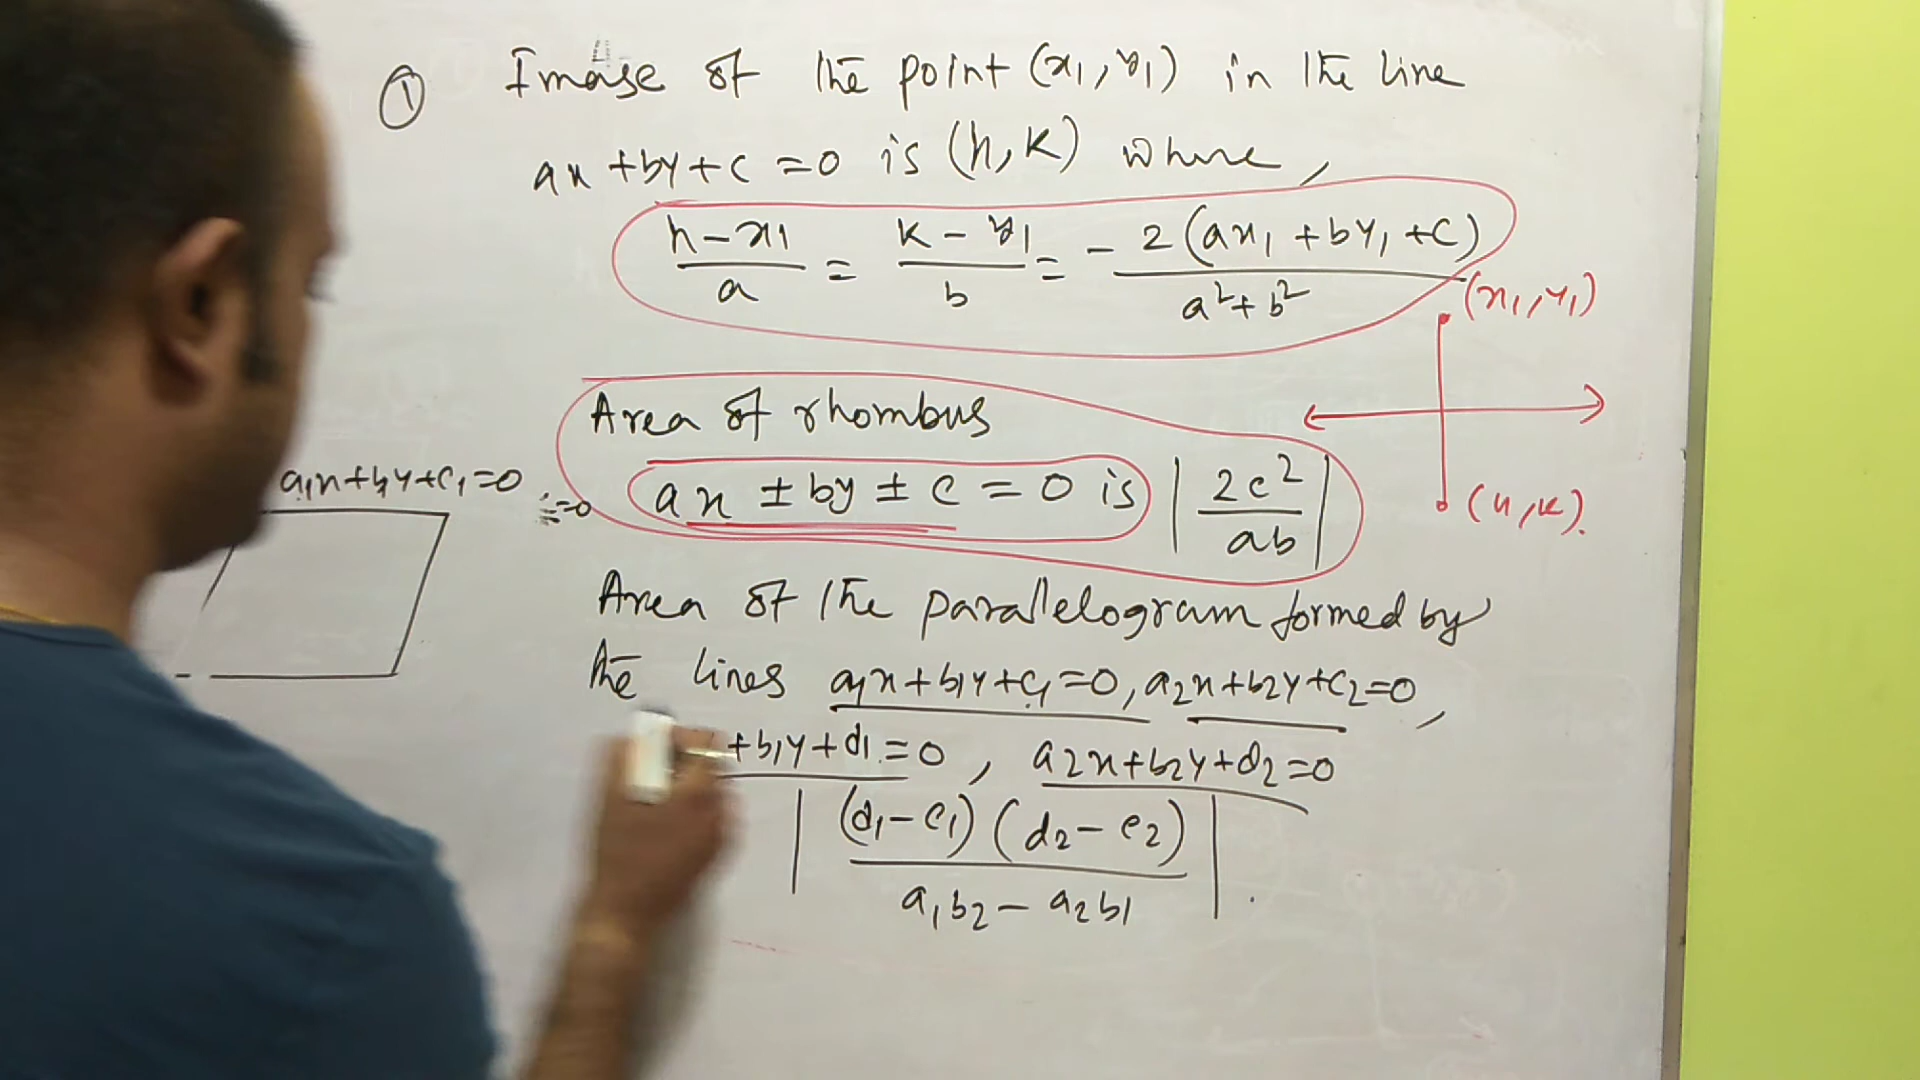 ① Image of the point (x1, y1) in the line
ax + by + c = 0 is (h, k) where,
h - x1 / a = k - y1 / b = - 2 (ax1 + by1 + c) / a² + b²
(x1, y1)
(h, k).
Area of rhombus
ax ± by ± c = 0 is | 2c² / ab |
a1x+b1y+c1=0
=0
Area of the parallelogram formed by
the lines a1x+b1y+c1=0, a2x+b2y+c2=0,
+b1y+d1=0, a2x+b2y+d2=0
| (d1-c1) (d2-c2) / a1b2 - a2b1 | .